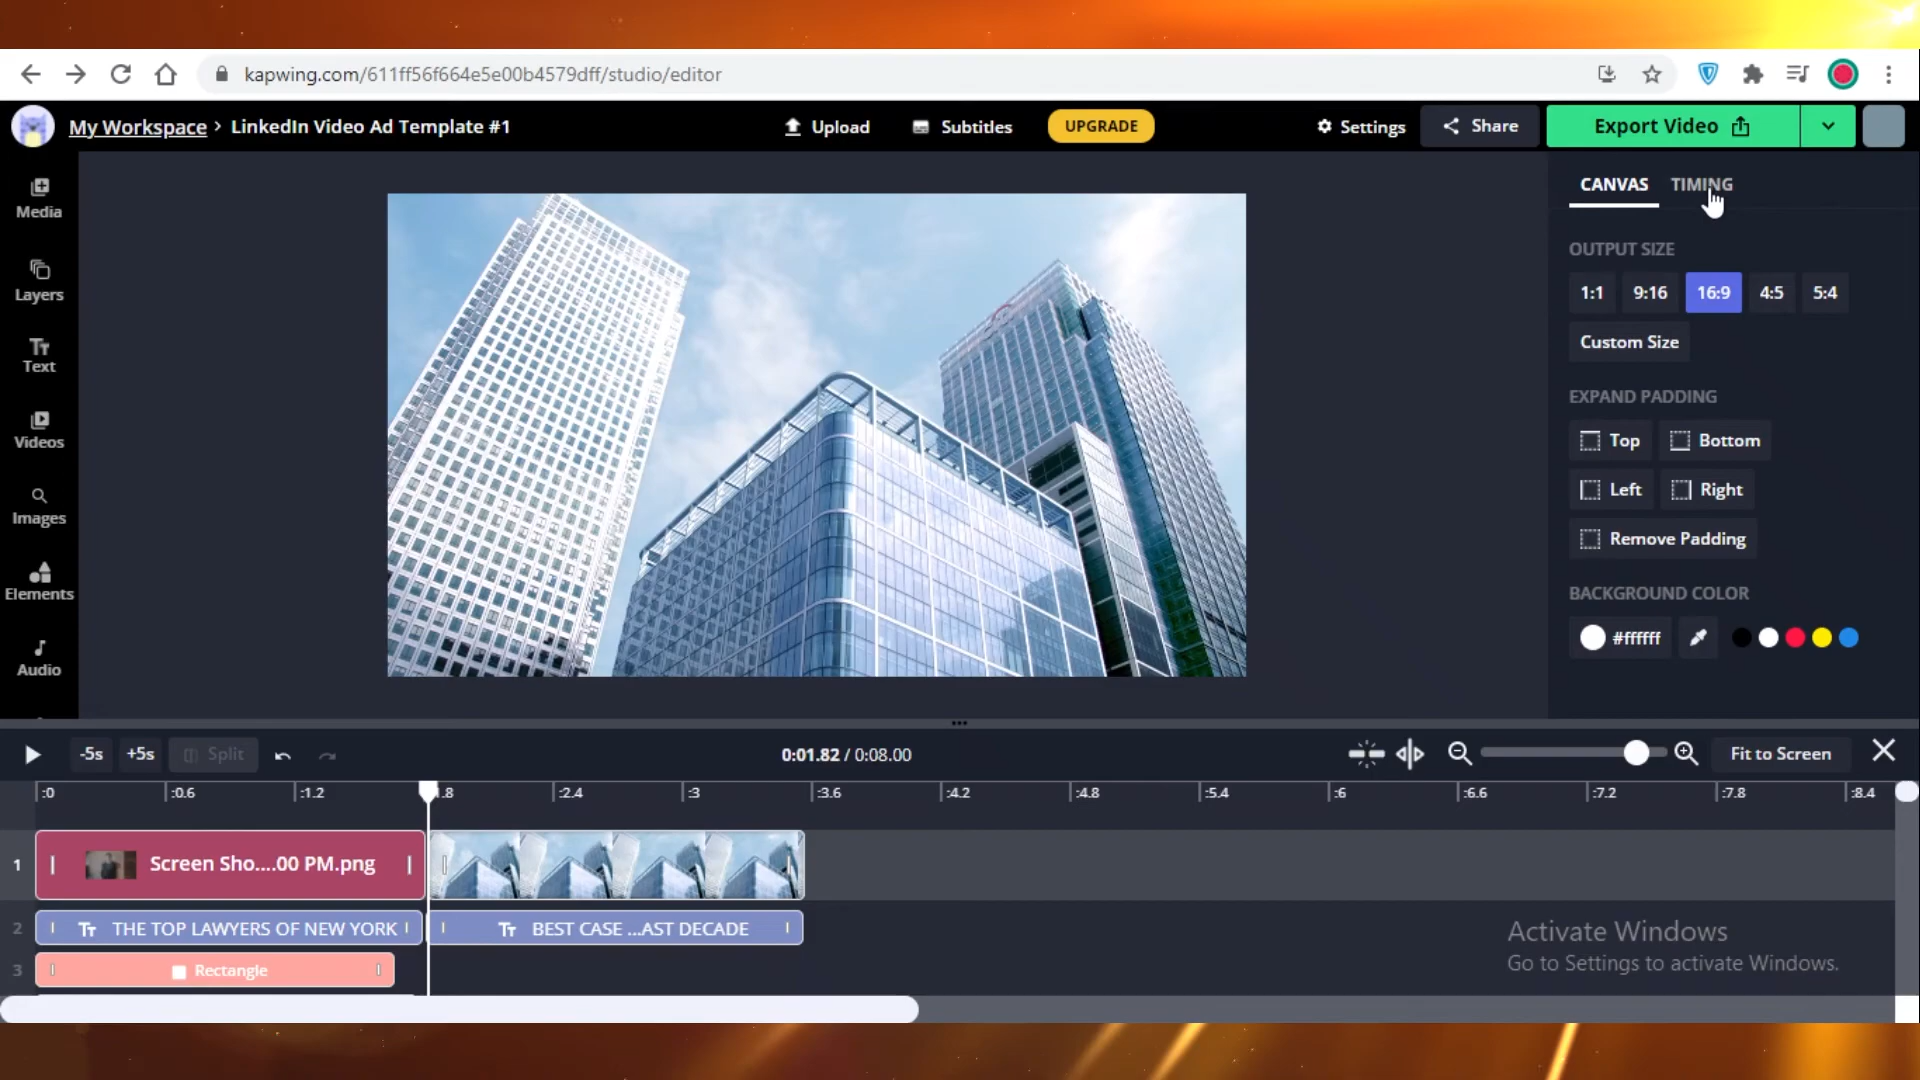 kapwing.com/611ff56f664e5e00b4579dff/studio/editor
My Workspace > LinkedIn Video Ad Template #1
Upload
Subtitles
UPGRADE
Settings
Share
Export Video
Media
Layers
Text
Videos
Images
Elements
Audio
CANVAS TIMING
OUTPUT SIZE
1:1 9:16 16:9 4:5 5:4
Custom Size
EXPAND PADDING
Top Bottom
Left Right
Remove Padding
BACKGROUND COLOR
#ffffff
-5s +5s Split
0:01.82 / 0:08.00
Fit to Screen
:0 :0.6 :1.2 1.8 :2.4 :3 :3.6 :4.2 :4.8 :5.4 :6 :6.6 :7.2 :7.8 :8.4
1 Screen Sho....00 PM.png
2 Tr THE TOP LAWYERS OF NEW YORK Tr BEST CASE ...AST DECADE
3 Rectangle
Activate Windows
Go to Settings to activate Windows.